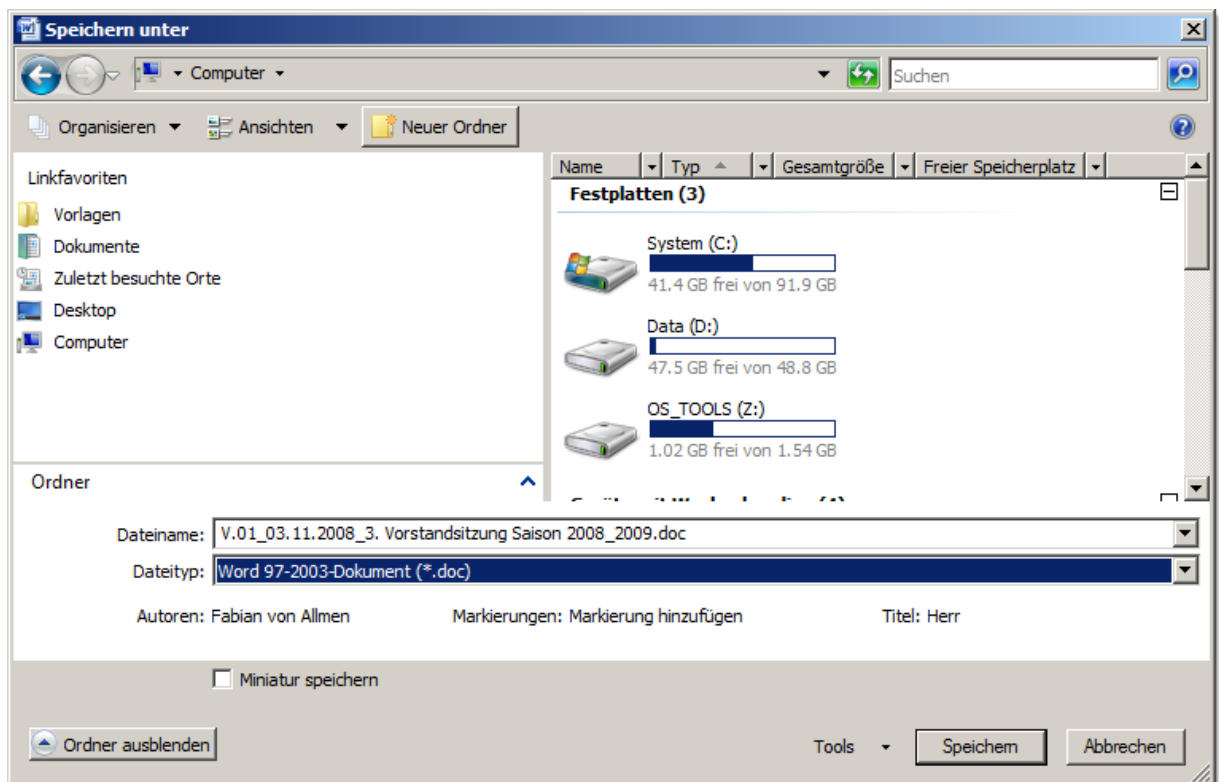 Speichern unter
Computer
Suchen
Organisieren Ansichten Neuer Ordner
Linkfavoriten
Vorlagen
Dokumente
Zuletzt besuchte Orte
Desktop
Computer
Ordner
Name Typ Gesamtgröße Freier Speicherplatz
Festplatten (3)
System (C:)
41.4 GB frei von 91.9 GB
Data (D:)
47.5 GB frei von 48.8 GB
OS_TOOLS (Z:)
1.02 GB frei von 1.54 GB
Dateiname: V.01_03.11.2008_3. Vorstandsitzung Saison 2008_2009.doc
Dateityp: Word 97-2003-Dokument (*.doc)
Autoren: Fabian von Allmen Markierungen: Markierung hinzufügen Titel: Herr
Miniatur speichern
Ordner ausblenden Tools Speichern Abbrechen